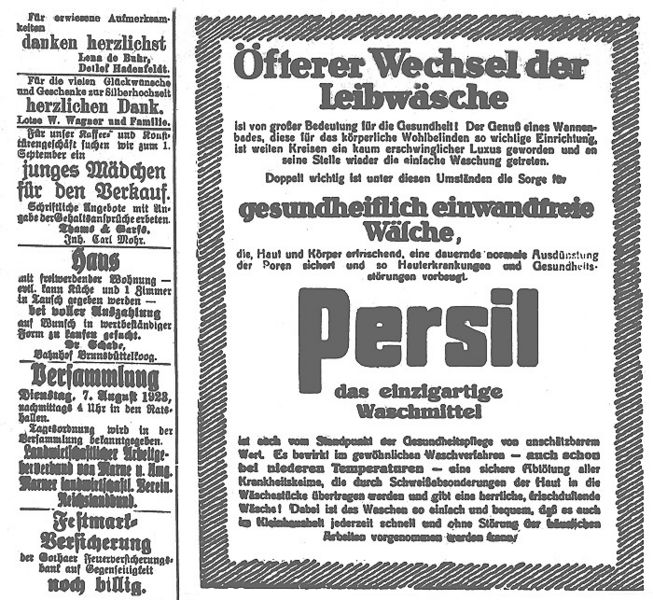 Für erwiesene Aufmerksam-
keiten
danken herzlichst
Lena de Buhr,
Detlef Hadenfeldt.
Für die vielen Glückwünsche
und Geschenke zur Silberhochzeit
herzlichen Dank.
Lotse W. Wagner und Familie.
Für unser Kaffee- und Konfi-
türengeschäft suchen wir zum 1.
September ein
junges Mädchen
für den Verkauf.
Schriftliche Angebote mit An-
gabe der Gehaltsansprüche erbeten.
Thams & Garfs.
Inh. Carl Mohr.
Haus
mit freiwerdender Wohnung —
evtl. kann Küche und 1 Zimmer
in Tausch gegeben werden —
bei voller Auszahlung
auf Wunsch in wertbeständiger
Form zu kaufen gesucht.
Dr. Schade,
Bahnhof Brunsbüttelkoog.
Versammlung
Dienstag, 7. August 1923,
nachmittags 4 Uhr in den Rats-
hallen.
Tagesordnung wird in der
Versammlung bekanntgegeben.
Landwirtschaftlicher Arbeitge-
berverband von Marne u. Umg.
Marner landwirtschaftl. Verein.
Reichslandbund.
Festmark-
Versicherung
der Gothaer Feuerversicherungs-
bank auf Gegenseitigkeit
noch billig.
Öfterer Wechsel der
Leibwäsche
ist von großer Bedeutung für die Gesundheit! Der Genuß eines Wannen-
bades, diese für das körperliche Wohlbefinden so wichtige Einrichtung,
ist weiten Kreisen ein kaum erschwinglicher Luxus geworden und an
seine Stelle wieder die einfache Waschung getreten.
Doppelt wichtig ist unter diesen Umständen die Sorge für
gesundheitlich einwandfreie
Wäsche,
die, Haut und Körper erfrischend, eine dauernde normale Ausdünstung
der Poren sichert und so Hauterkrankungen und Gesundheits-
störungen vorbeugt.
Persil
das einzigartige
Waschmittel
ist auch vom Standpunkt der Gesundheitspflege von unschätzbarem
Wert. Es bewirkt im gewöhnlichen Waschverfahren — auch schon
bei niederen Temperaturen — eine sichere Ablötung aller
Krankheitskeime, die durch Schweißabsonderungen der Haut in die
Wäschestücke übertragen werden und gibt eine herrliche, frischduftende
Wäsche! Dabei ist das Waschen so einfach und bequem, daß es auch
im Kleinhaushalt jederzeit schnell und ohne Störung der häuslichen
Arbeiten vorgenommen werden kann!